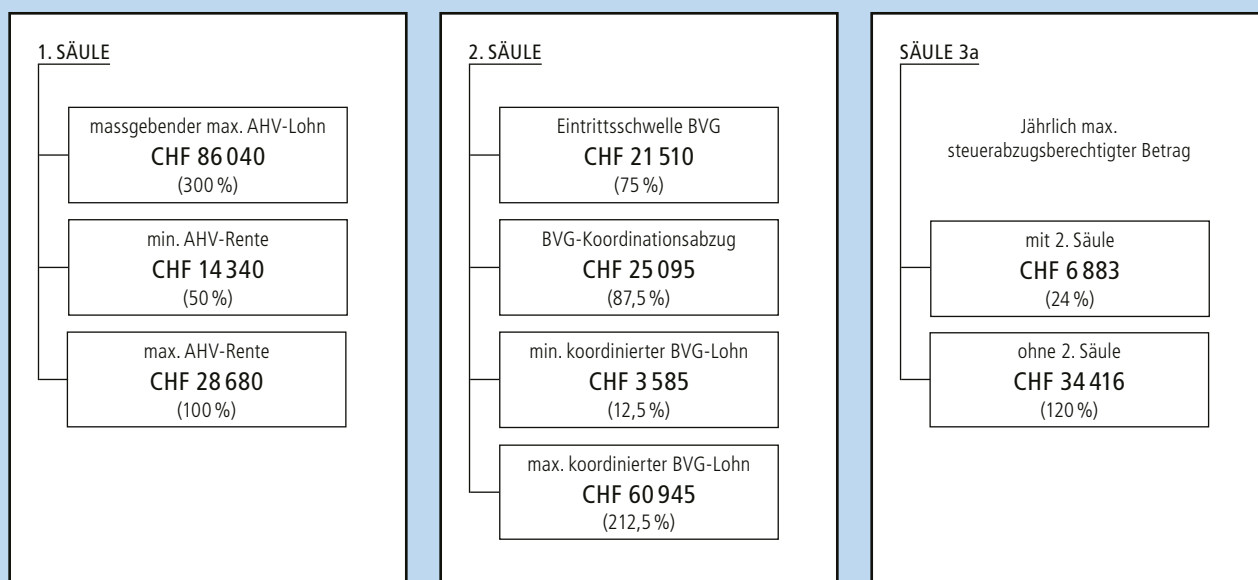 1. SÄULE
massgebender max. AHV-Lohn
CHF 86 040
(300 %)
min. AHV-Rente
CHF 14 340
(50 %)
max. AHV-Rente
CHF 28 680
(100 %)
2. SÄULE
Eintrittsschwelle BVG
CHF 21 510
(75 %)
BVG-Koordinationsabzug
CHF 25 095
(87,5 %)
min. koordinierter BVG-Lohn
CHF 3 585
(12,5 %)
max. koordinierter BVG-Lohn
CHF 60 945
(212,5 %)
SÄULE 3a
Jährlich max.
steuerabzugsberechtigter Betrag
mit 2. Säule
CHF 6 883
(24 %)
ohne 2. Säule
CHF 34 416
(120 %)